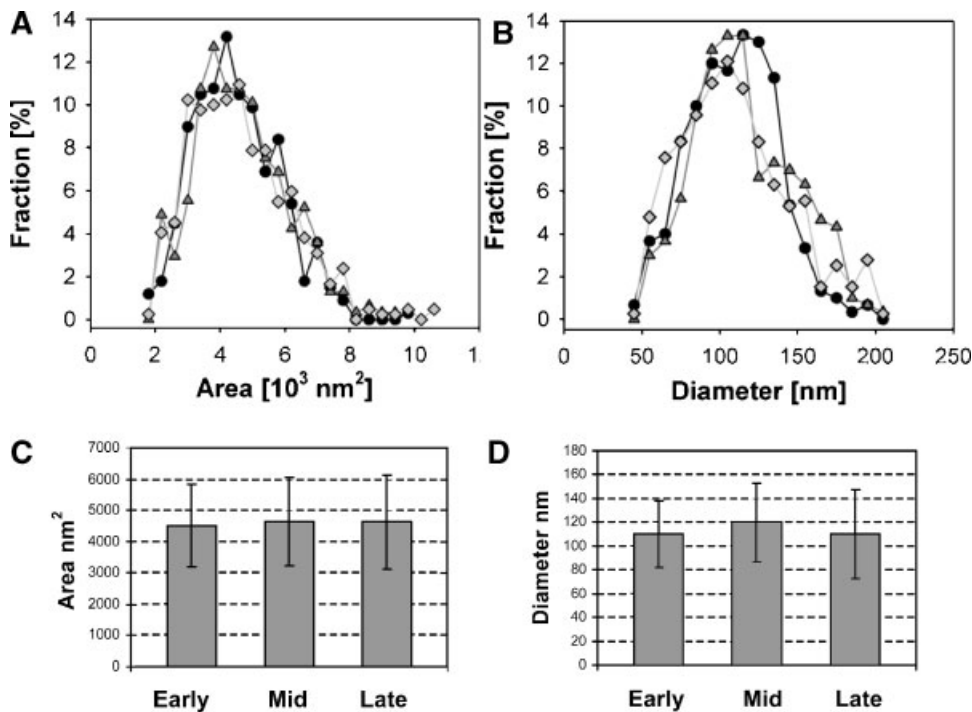 A
Fraction [%]
14
12
10
8
6
4
2
0
0 2 4 6 8 10 1
Area [10³ nm²]
B
Fraction [%]
14
12
10
8
6
4
2
0
0 50 100 150 200 250
Diameter [nm]
C
Area nm²
7000
6000
5000
4000
3000
2000
1000
0
Early Mid Late
D
Diameter nm
180
160
140
120
100
80
60
40
20
0
Early Mid Late